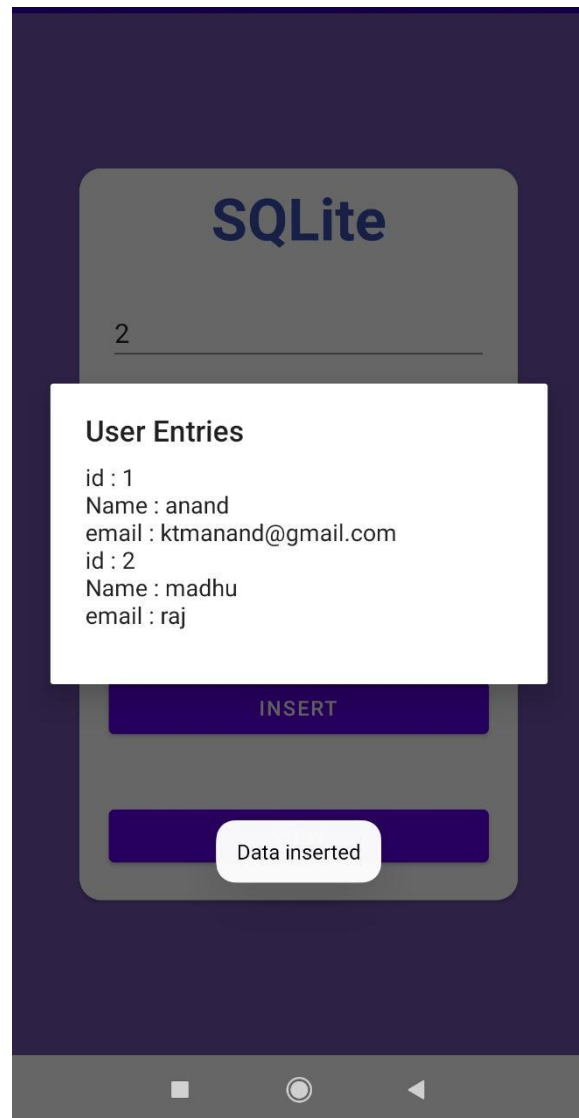 SQLite
2
User Entries
id : 1
Name : anand
email : ktmanand@gmail.com
id : 2
Name : madhu
email : raj
INSERT
Data inserted